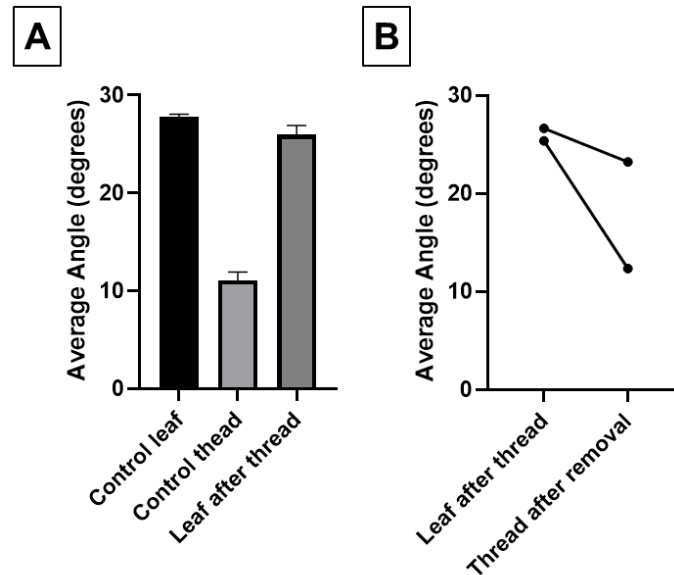 A
Average Angle (degrees)
30
20
10
0
Control leaf
Control thead
Leaf after thread
B
Average Angle (degrees)
30
20
10
0
Leaf after thread
Thread after removal